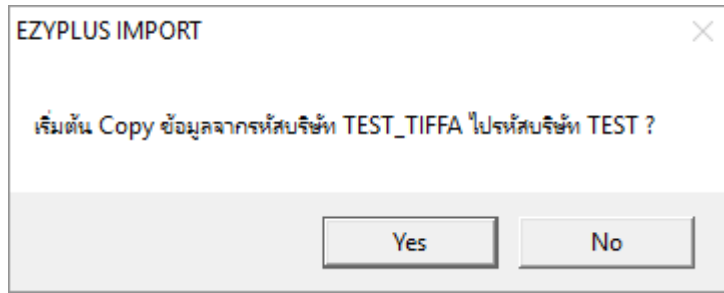 EZYPLUS IMPORT
เริ่มต้น Copy ข้อมูลจากรหัสบริษัท TEST_TIFFA ไปรหัสบริษัท TEST ?
Yes No